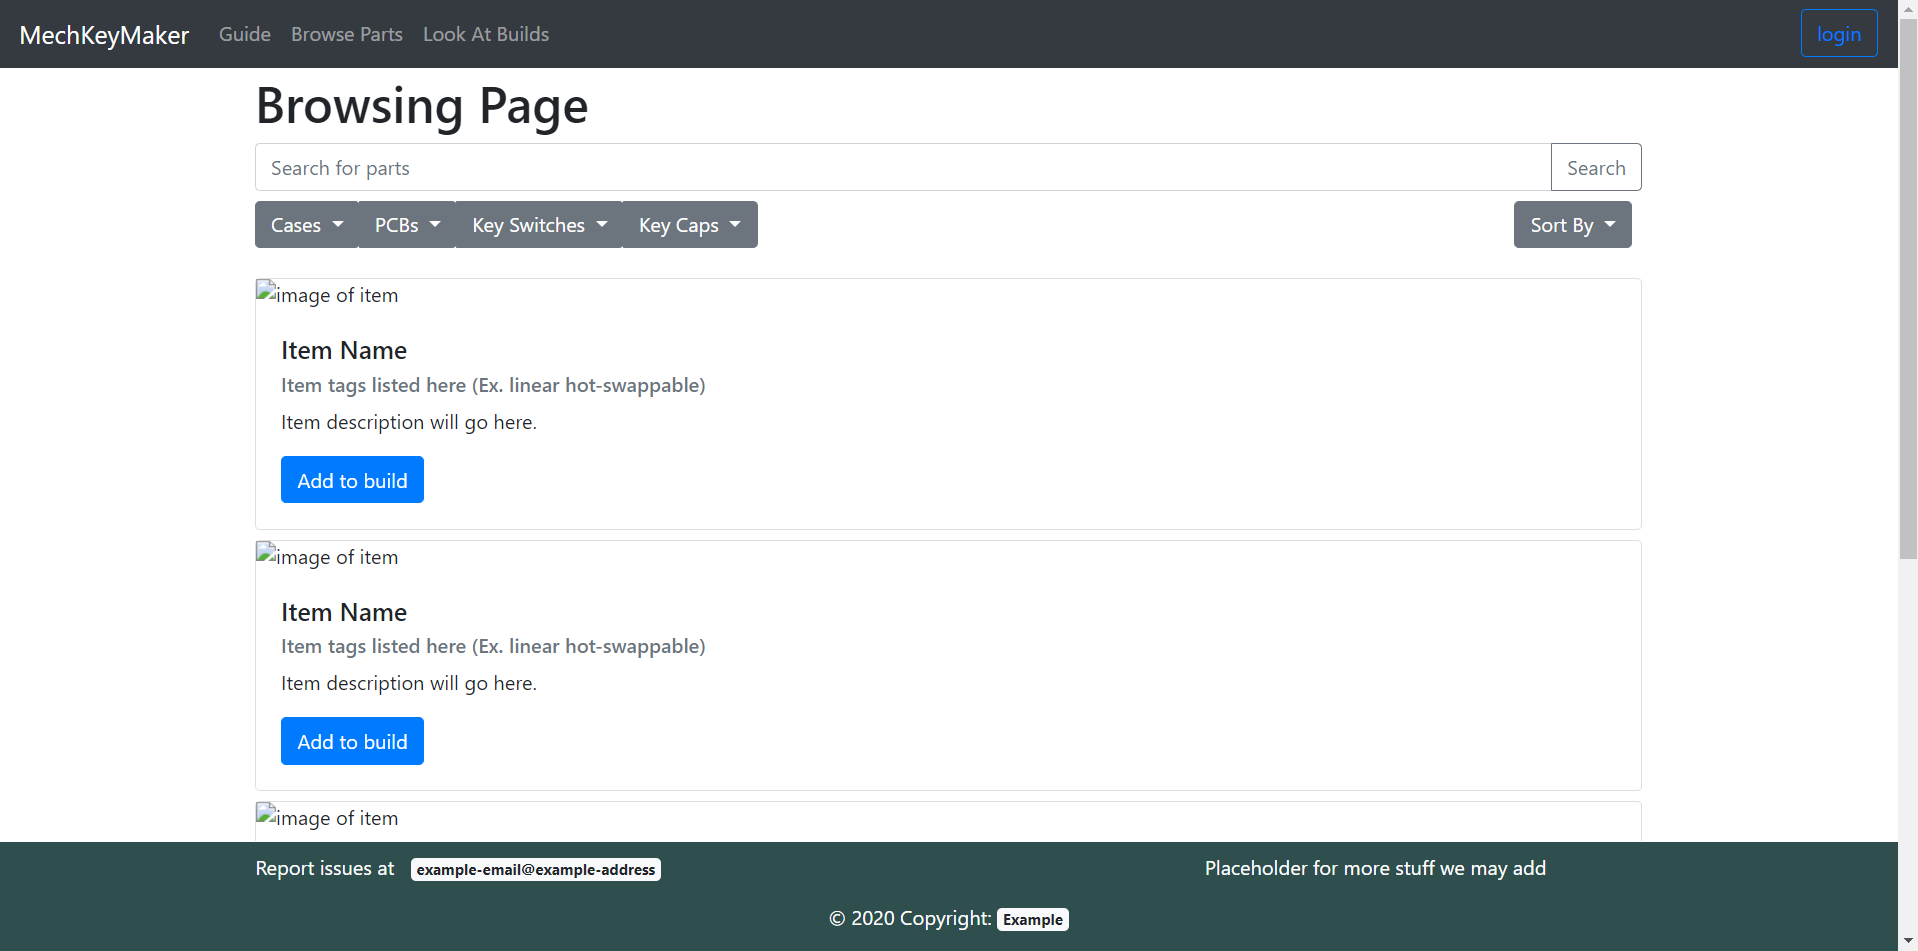 MechKeyMaker Guide Browse Parts Look At Builds login
Browsing Page
Search for parts Search
Cases PCBs Key Switches Key Caps Sort By
image of item
Item Name
Item tags listed here (Ex. linear hot-swappable)
Item description will go here.
Add to build
image of item
Item Name
Item tags listed here (Ex. linear hot-swappable)
Item description will go here.
Add to build
image of item
Report issues at example-email@example-address Placeholder for more stuff we may add
© 2020 Copyright: Example